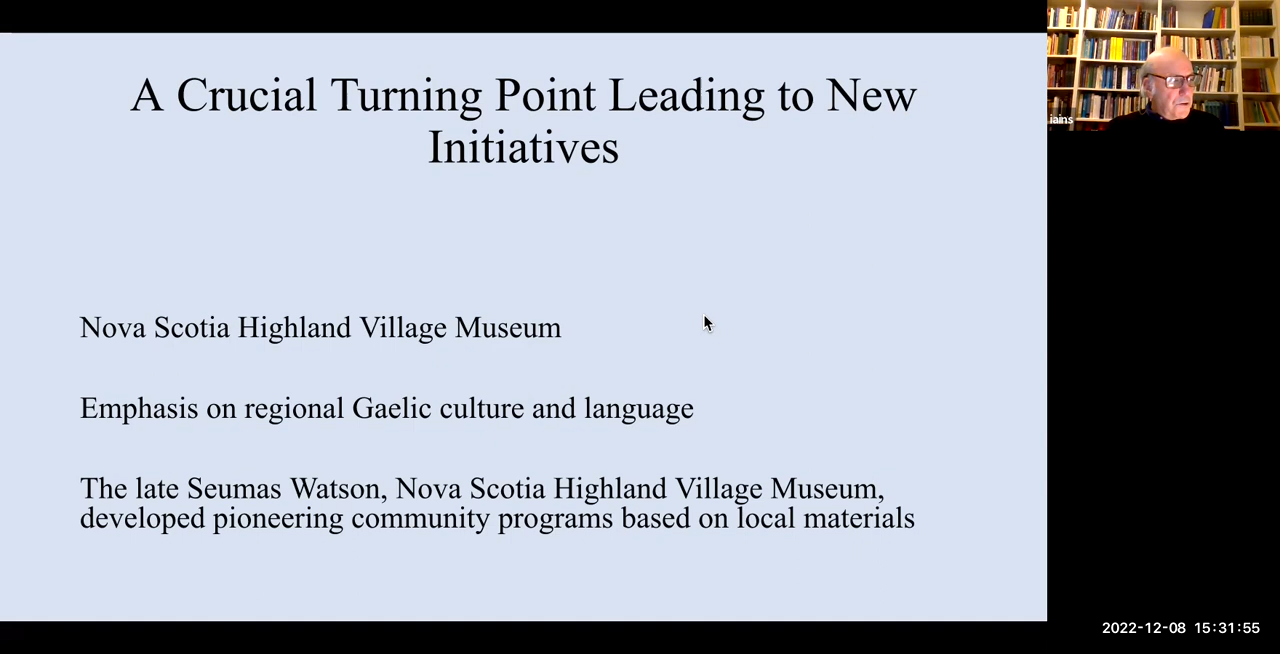 A Crucial Turning Point Leading to New
Initiatives
Nova Scotia Highland Village Museum
Emphasis on regional Gaelic culture and language
The late Seumas Watson, Nova Scotia Highland Village Museum,
developed pioneering community programs based on local materials
iains
2022-12-08 15:31:55